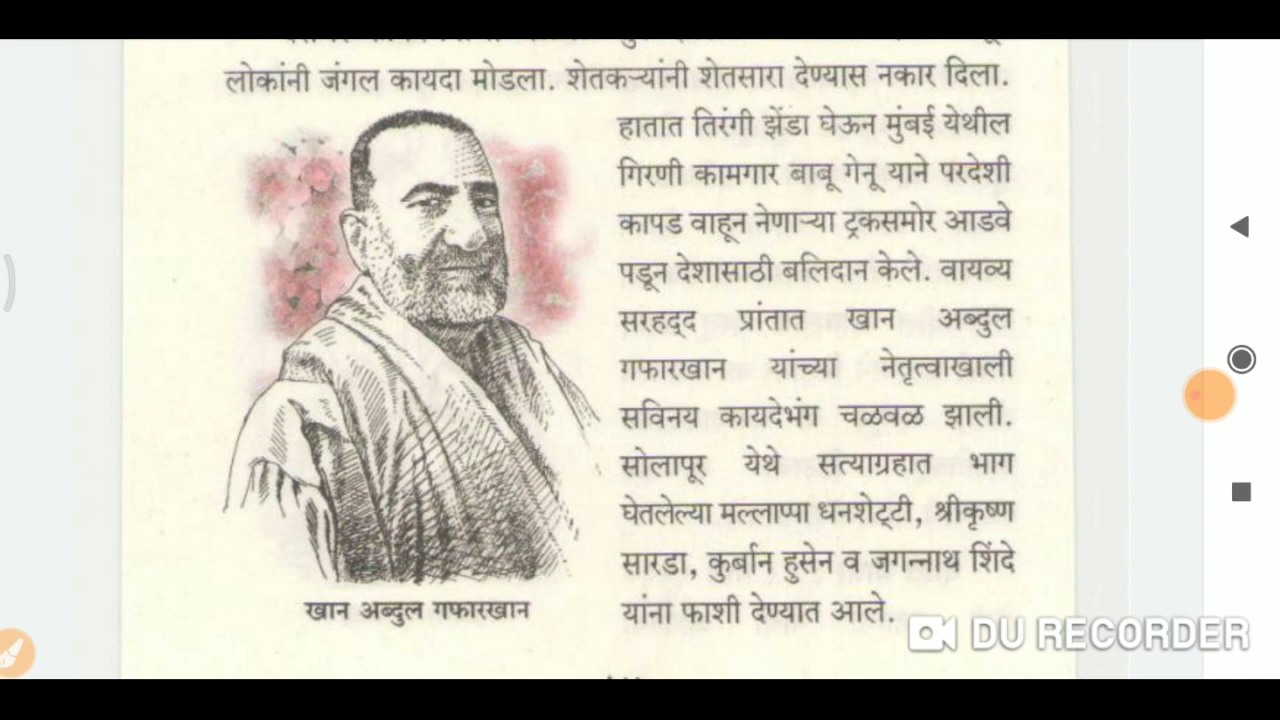 लोकांनी जंगल कायदा मोडला. शेतकऱ्यांनी शेतसारा देण्यास नकार दिला.
हातात तिरंगी झेंडा घेऊन मुंबई येथील
गिरणी कामगार बाबू गेनू याने परदेशी
कापड वाहून नेणाऱ्या ट्रकसमोर आडवे
पडून देशासाठी बलिदान केले. वायव्य
सरहद्द प्रांतात खान अब्दुल
गफारखान यांच्या नेतृत्वाखाली
सविनय कायदेभंग चळवळ झाली.
सोलापूर येथे सत्याग्रहात भाग
घेतलेल्या मल्लाप्पा धनशेट्टी, श्रीकृष्ण
सारडा, कुर्बान हुसेन व जगन्नाथ शिंदे
यांना फाशी देण्यात आले.
खान अब्दुल गफारखान
DU RECORDER